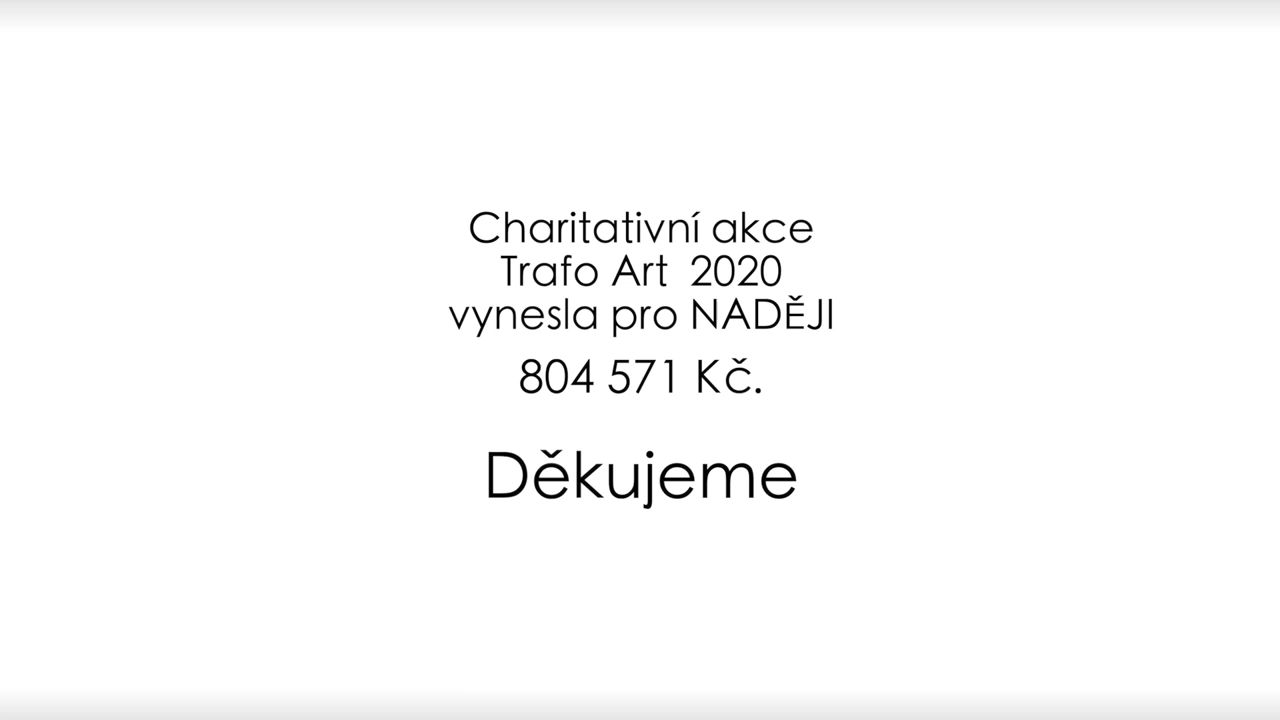 Charitativní akce
Trafo Art 2020
vynesla pro NADĚJI
804 571 Kč.
Děkujeme